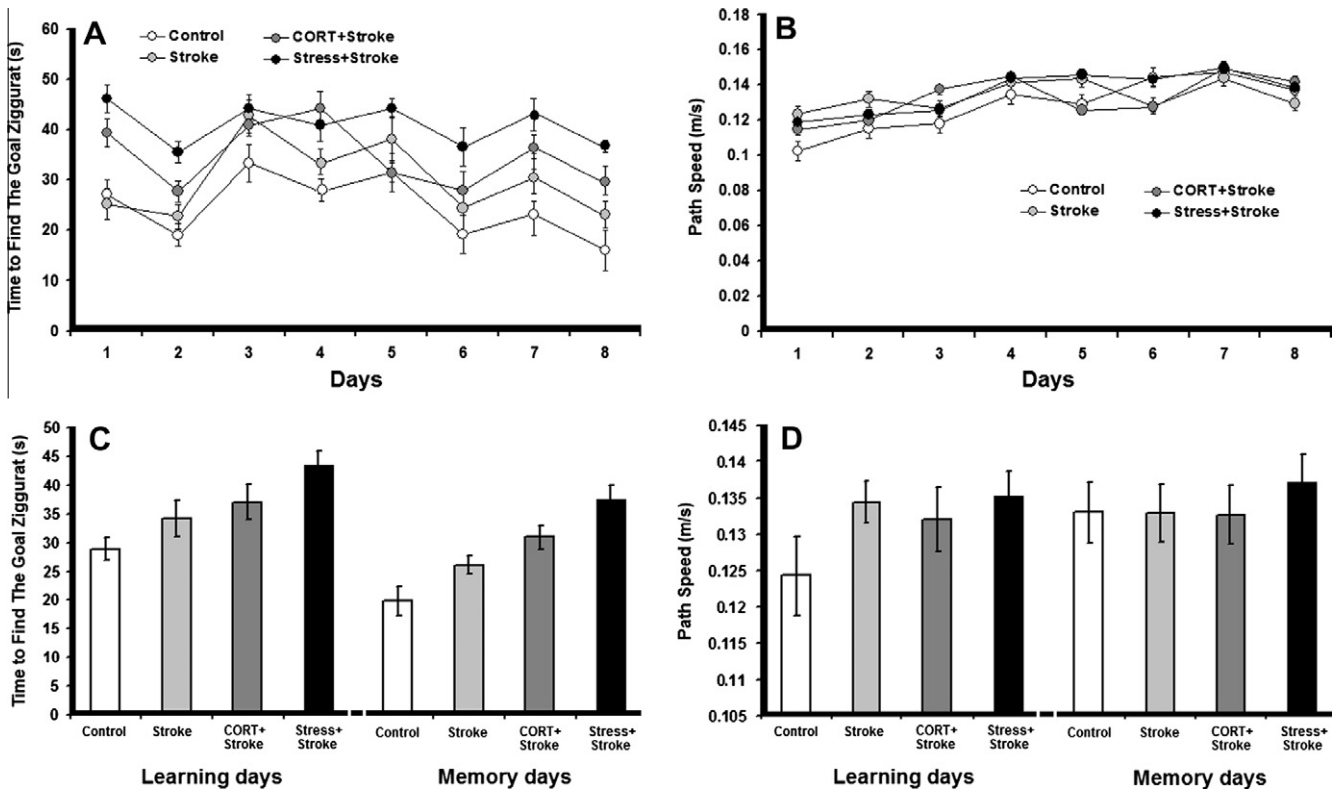 A
Control
CORT+Stroke
Stroke
Stress+Stroke
Time to Find The Goal Ziggurat (s)
60
50
40
30
20
10
0
1 2 3 4 5 6 7 8
Days
B
Control
CORT+Stroke
Stroke
Stress+Stroke
Path Speed (m/s)
0.18
0.16
0.14
0.12
0.1
0.08
0.06
0.04
0.02
0
1 2 3 4 5 6 7 8
Days
C
Time to Find The Goal Ziggurat (s)
50
45
40
35
30
25
20
15
10
5
0
Control Stroke CORT+ Stress+ Control Stroke CORT+ Stress+
Stroke Stroke Stroke Stroke
Learning days Memory days
D
Path Speed (m/s)
0.145
0.14
0.135
0.13
0.125
0.12
0.115
0.11
0.105
Control Stroke CORT+ Stress+ Control Stroke CORT+ Stress+
Stroke Stroke Stroke Stroke
Learning days Memory days